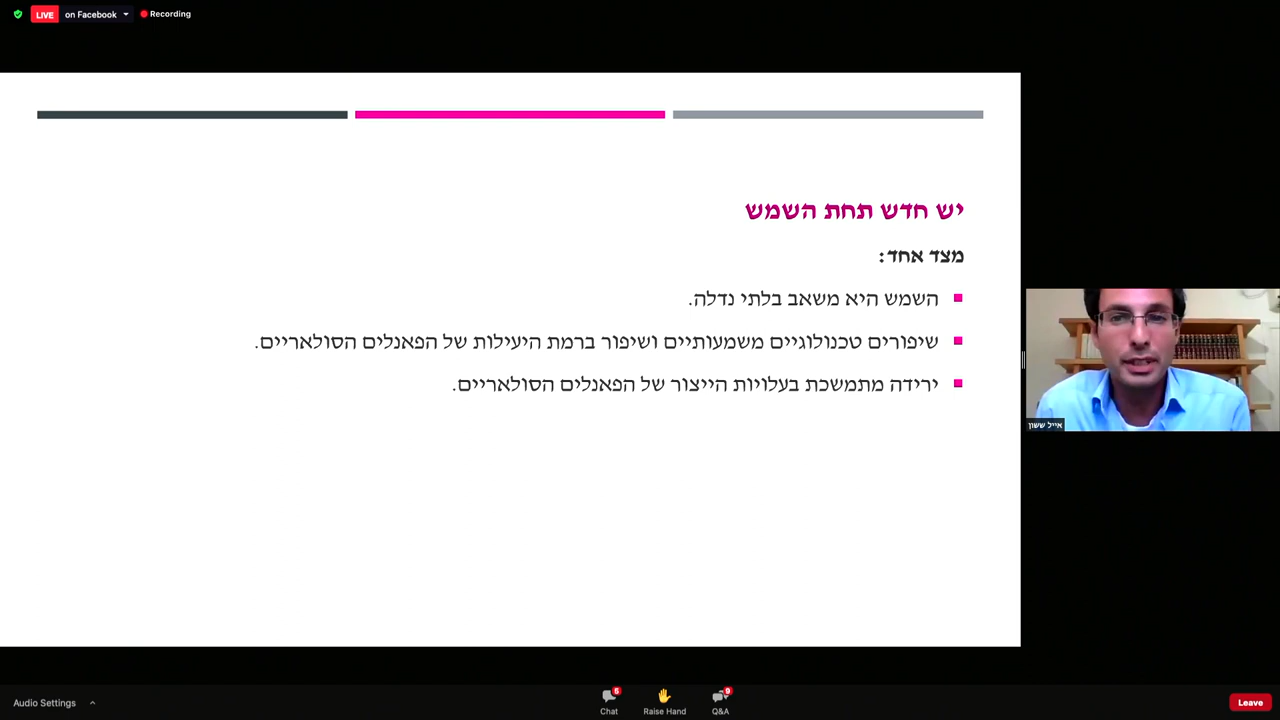 LIVE on Facebook Recording
יש חדש תחת השמש
מצד אחד:
השמש היא משאב בלתי נדלה.
שיפורים טכנולוגיים משמעותיים ושיפור ברמת היעילות של הפאנלים הסולאריים.
ירידה מתמשכת בעלויות הייצור של הפאנלים הסולאריים.
אייל ששון
Audio Settings
5
Chat
Raise Hand
9
Q&A
Leave